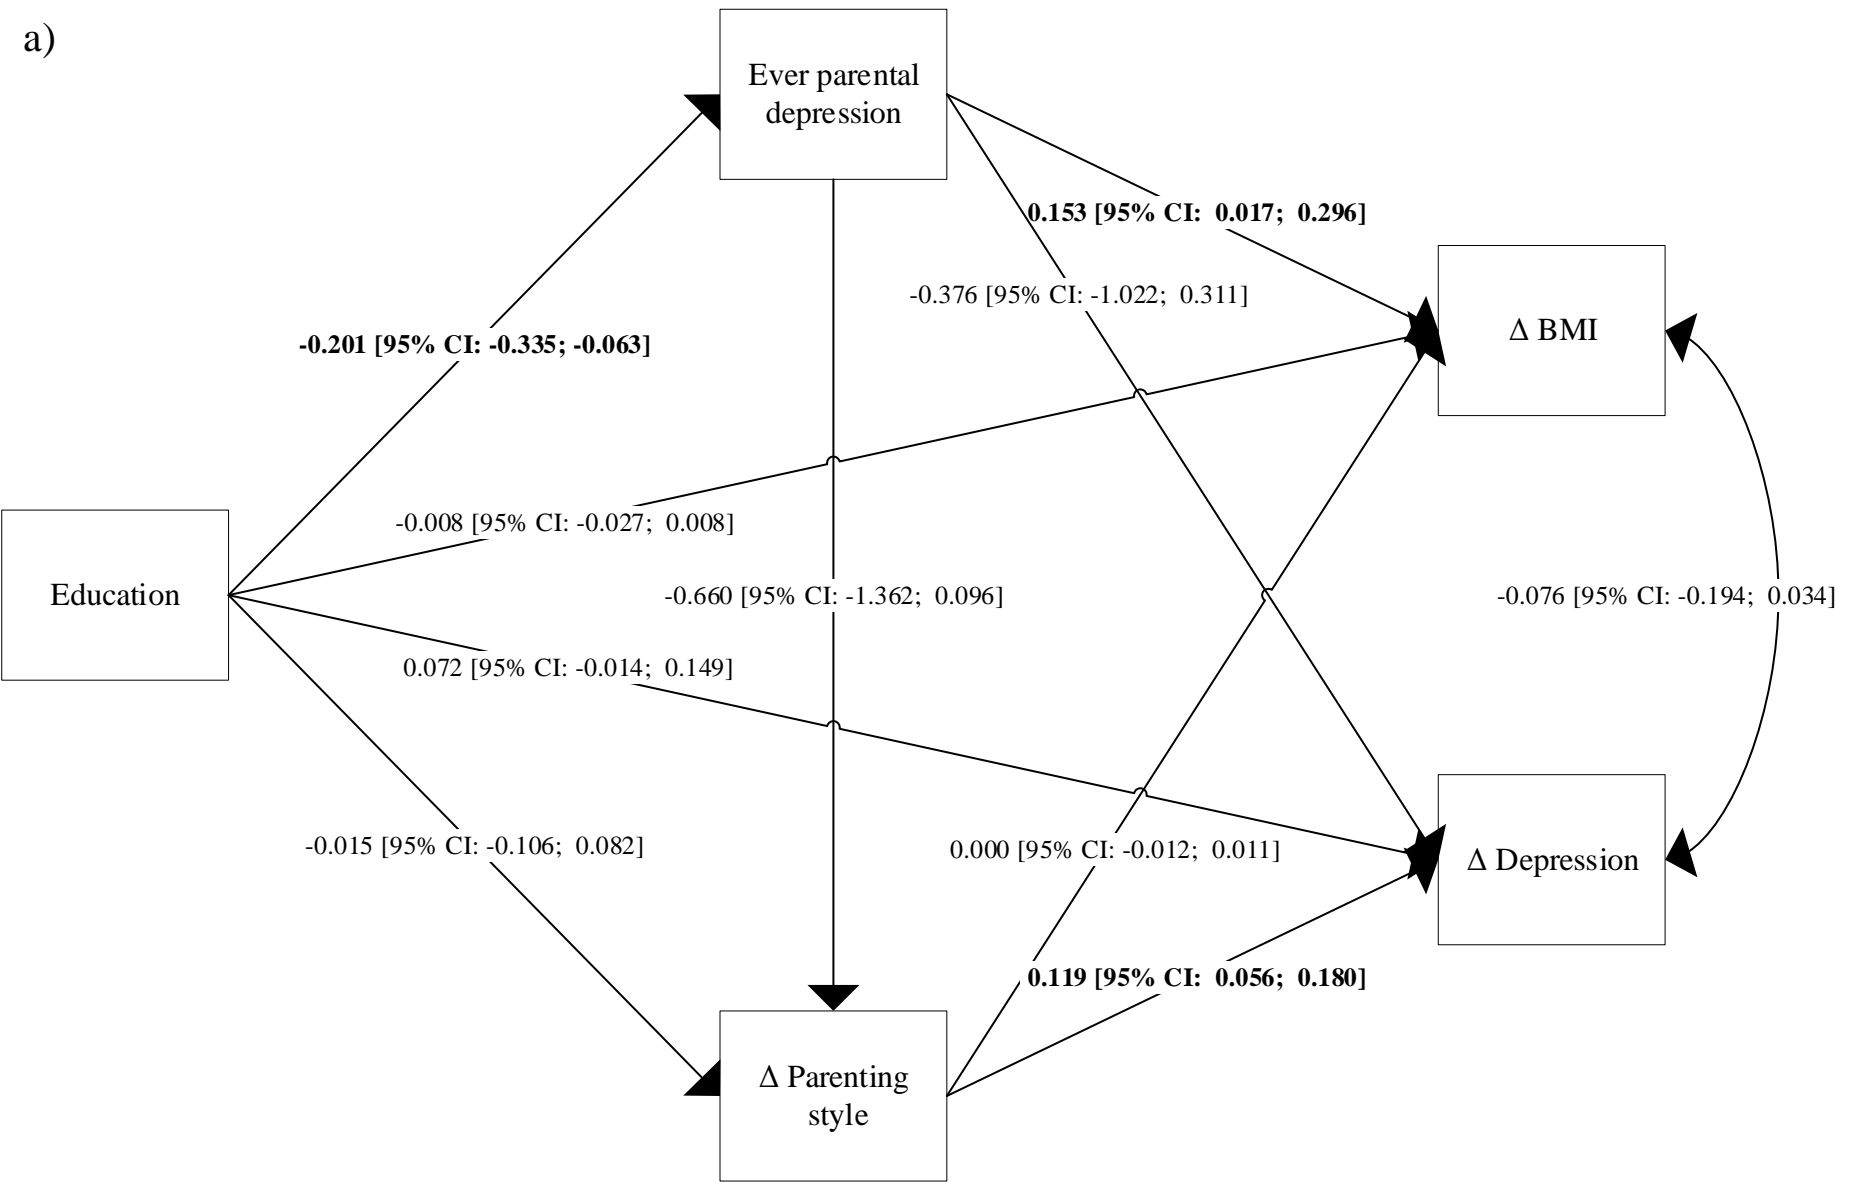 a)
Ever parental
depression
0.153 [95% CI:  0.017;  0.296]
-0.376 [95% CI: -1.022;  0.311]
Δ BMI
-0.201 [95% CI: -0.335; -0.063]
-0.008 [95% CI: -0.027;  0.008]
Education
-0.660 [95% CI: -1.362;  0.096]
-0.076 [95% CI: -0.194;  0.034]
0.072 [95% CI: -0.014;  0.149]
-0.015 [95% CI: -0.106;  0.082]
0.000 [95% CI: -0.012;  0.011]
Δ Depression
0.119 [95% CI:  0.056;  0.180]
Δ Parenting
style